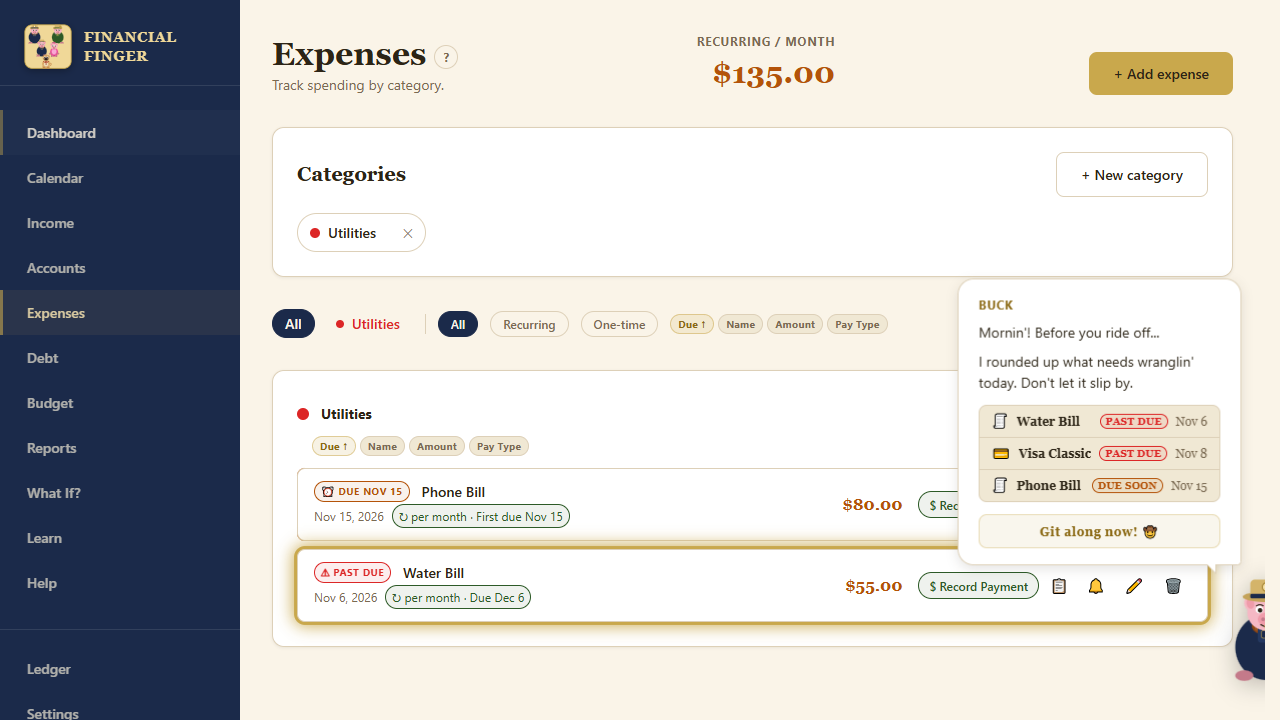 FINANCIAL
FINGER
Dashboard
Calendar
Income
Accounts
Expenses
Debt
Budget
Reports
What If?
Learn
Help
Ledger
Settings
Expenses ?
Track spending by category.
RECURRING / MONTH
$135.00
+ Add expense
Categories
+ New category
Utilities ×
All Utilities All Recurring One-time Due ↑ Name Amount Pay Type
Utilities
Due ↑ Name Amount Pay Type
DUE NOV 15 Phone Bill
Nov 15, 2026 ↻ per month · First due Nov 15
$80.00
$ Rec
⚠ PAST DUE Water Bill
Nov 6, 2026 ↻ per month · Due Dec 6
$55.00
$ Record Payment
BUCK
Mornin'! Before you ride off...
I rounded up what needs wranglin'
today. Don't let it slip by.
Water Bill PAST DUE Nov 6
Visa Classic PAST DUE Nov 8
Phone Bill DUE SOON Nov 15
Git along now! 🤠